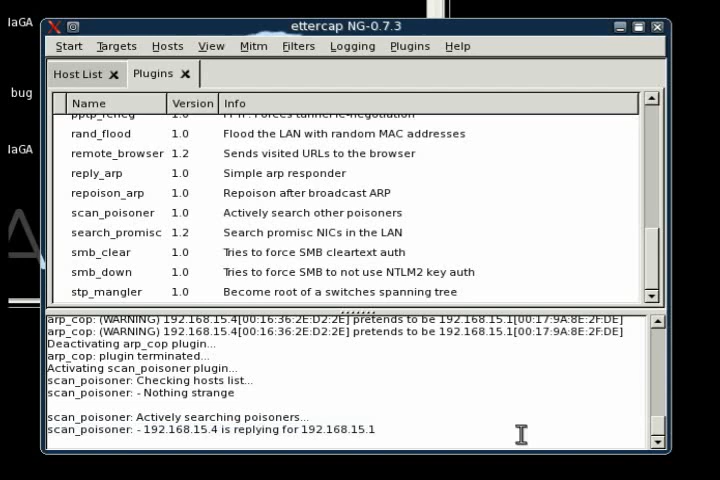 laGA
ettercap NG-0.7.3
Start Targets Hosts View Mitm Filters Logging Plugins Help
Host List Plugins
Name Version Info
rand_flood 1.0 Flood the LAN with random MAC addresses
bug
remote_browser 1.2 Sends visited URLs to the browser
laGA
reply_arp 1.0 Simple arp responder
repoison_arp 1.0 Repoison after broadcast ARP
scan_poisoner 1.0 Actively search other poisoners
search_promisc 1.2 Search promisc NICs in the LAN
smb_clear 1.0 Tries to force SMB cleartext auth
smb_down 1.0 Tries to force SMB to not use NTLM2 key auth
stp_mangler 1.0 Become root of a switches spanning tree
arp_cop: (WARNING) 192.168.15.4[00:16:36:2E:D2:2E] pretends to be 192.168.15.1[00:17:9A:8E:2F:DE]
arp_cop: (WARNING) 192.168.15.4[00:16:36:2E:D2:2E] pretends to be 192.168.15.1[00:17:9A:8E:2F:DE]
Deactivating arp_cop plugin...
arp_cop: plugin terminated...
Activating scan_poisoner plugin...
scan_poisoner: Checking hosts list...
scan_poisoner: - Nothing strange
scan_poisoner: Actively searching poisoners...
scan_poisoner: - 192.168.15.4 is replying for 192.168.15.1